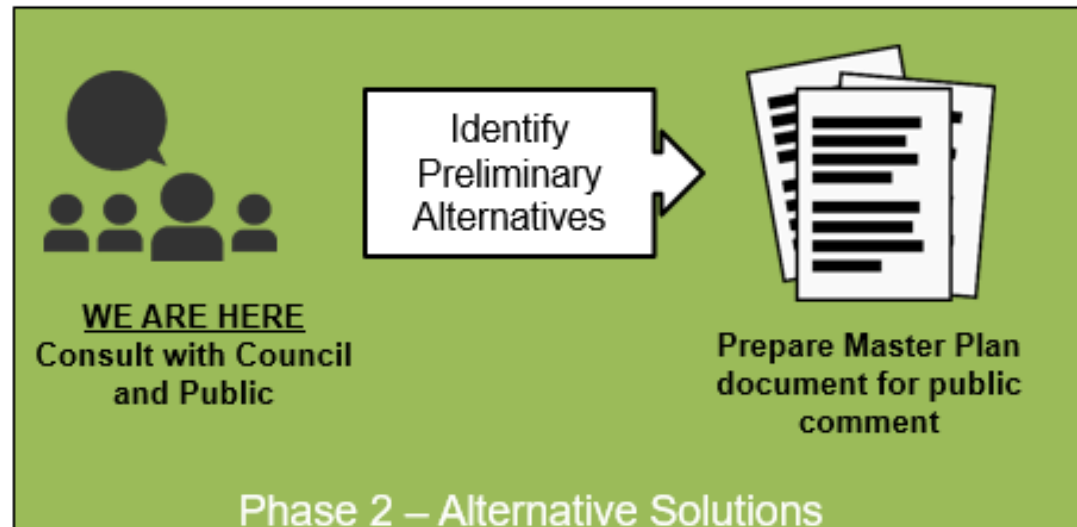 Identify
Preliminary
Alternatives
WE ARE HERE
Consult with Council
and Public
Prepare Master Plan
document for public
comment
Phase 2 – Alternative Solutions